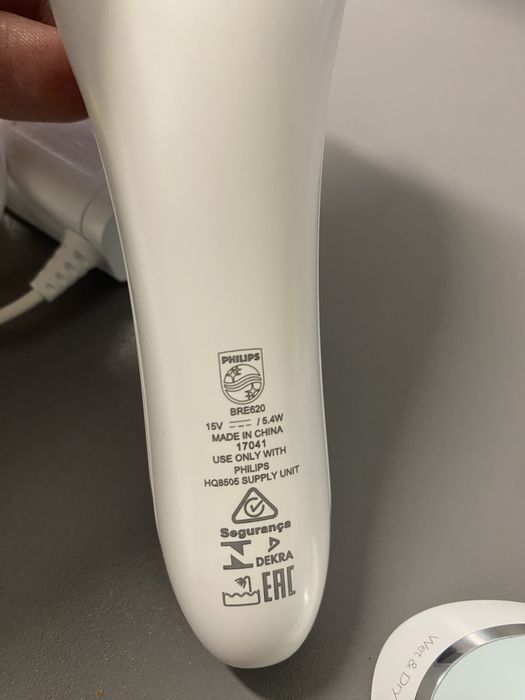 PHILIPS
BRE620
15V ⎓ / 5.4W
MADE IN CHINA
17041
USE ONLY WITH
PHILIPS
HQ8505 SUPPLY UNIT
Segurança
DEKRA
EAC
Wet & Dry